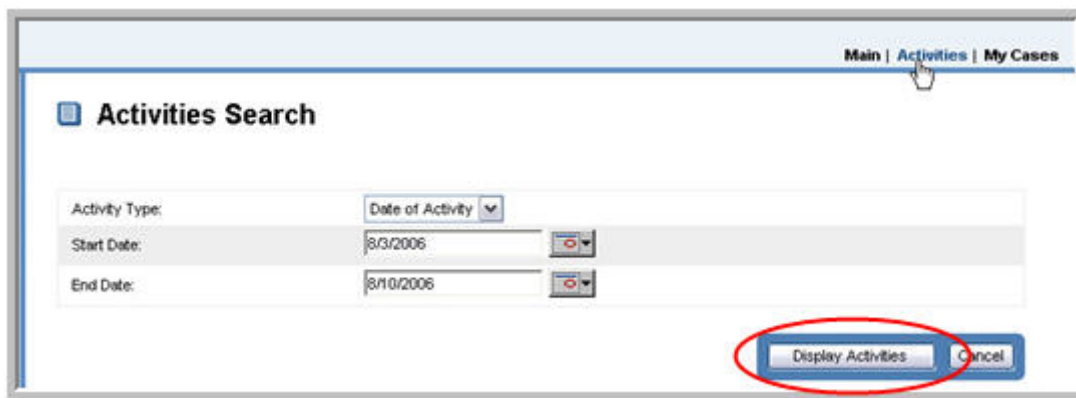 Main | Activities | My Cases
Activities Search
Activity Type: Date of Activity
Start Date: 8/3/2006
End Date: 8/10/2006
Display Activities Cancel